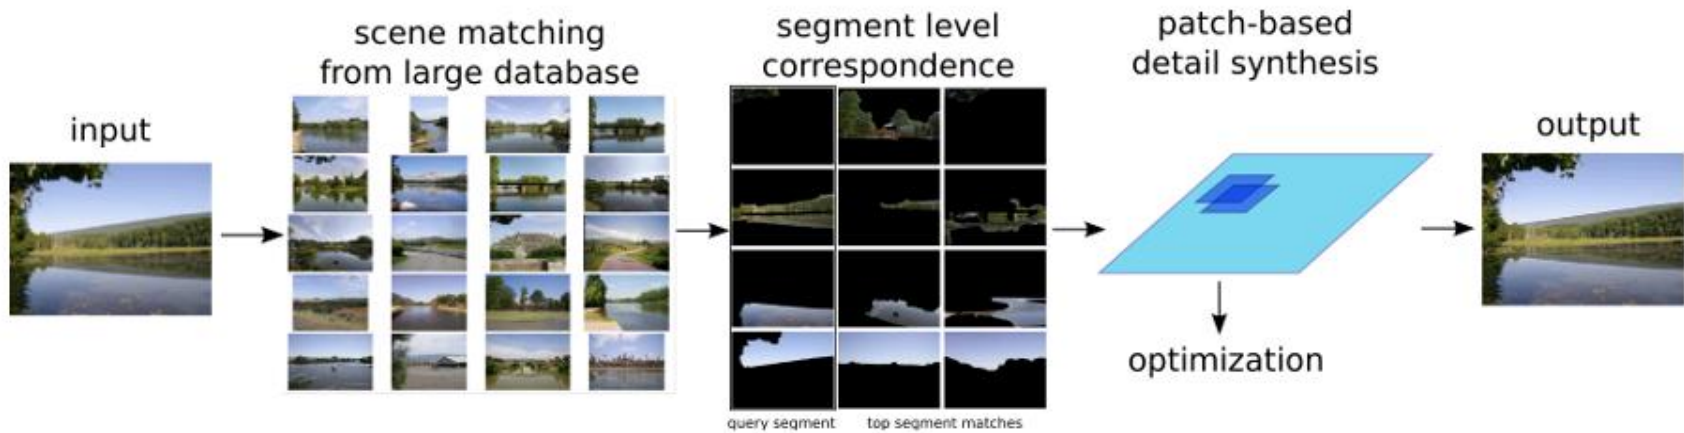 input
scene matching
from large database
segment level
correspondence
query segment
top segment matches
patch-based
detail synthesis
optimization
output